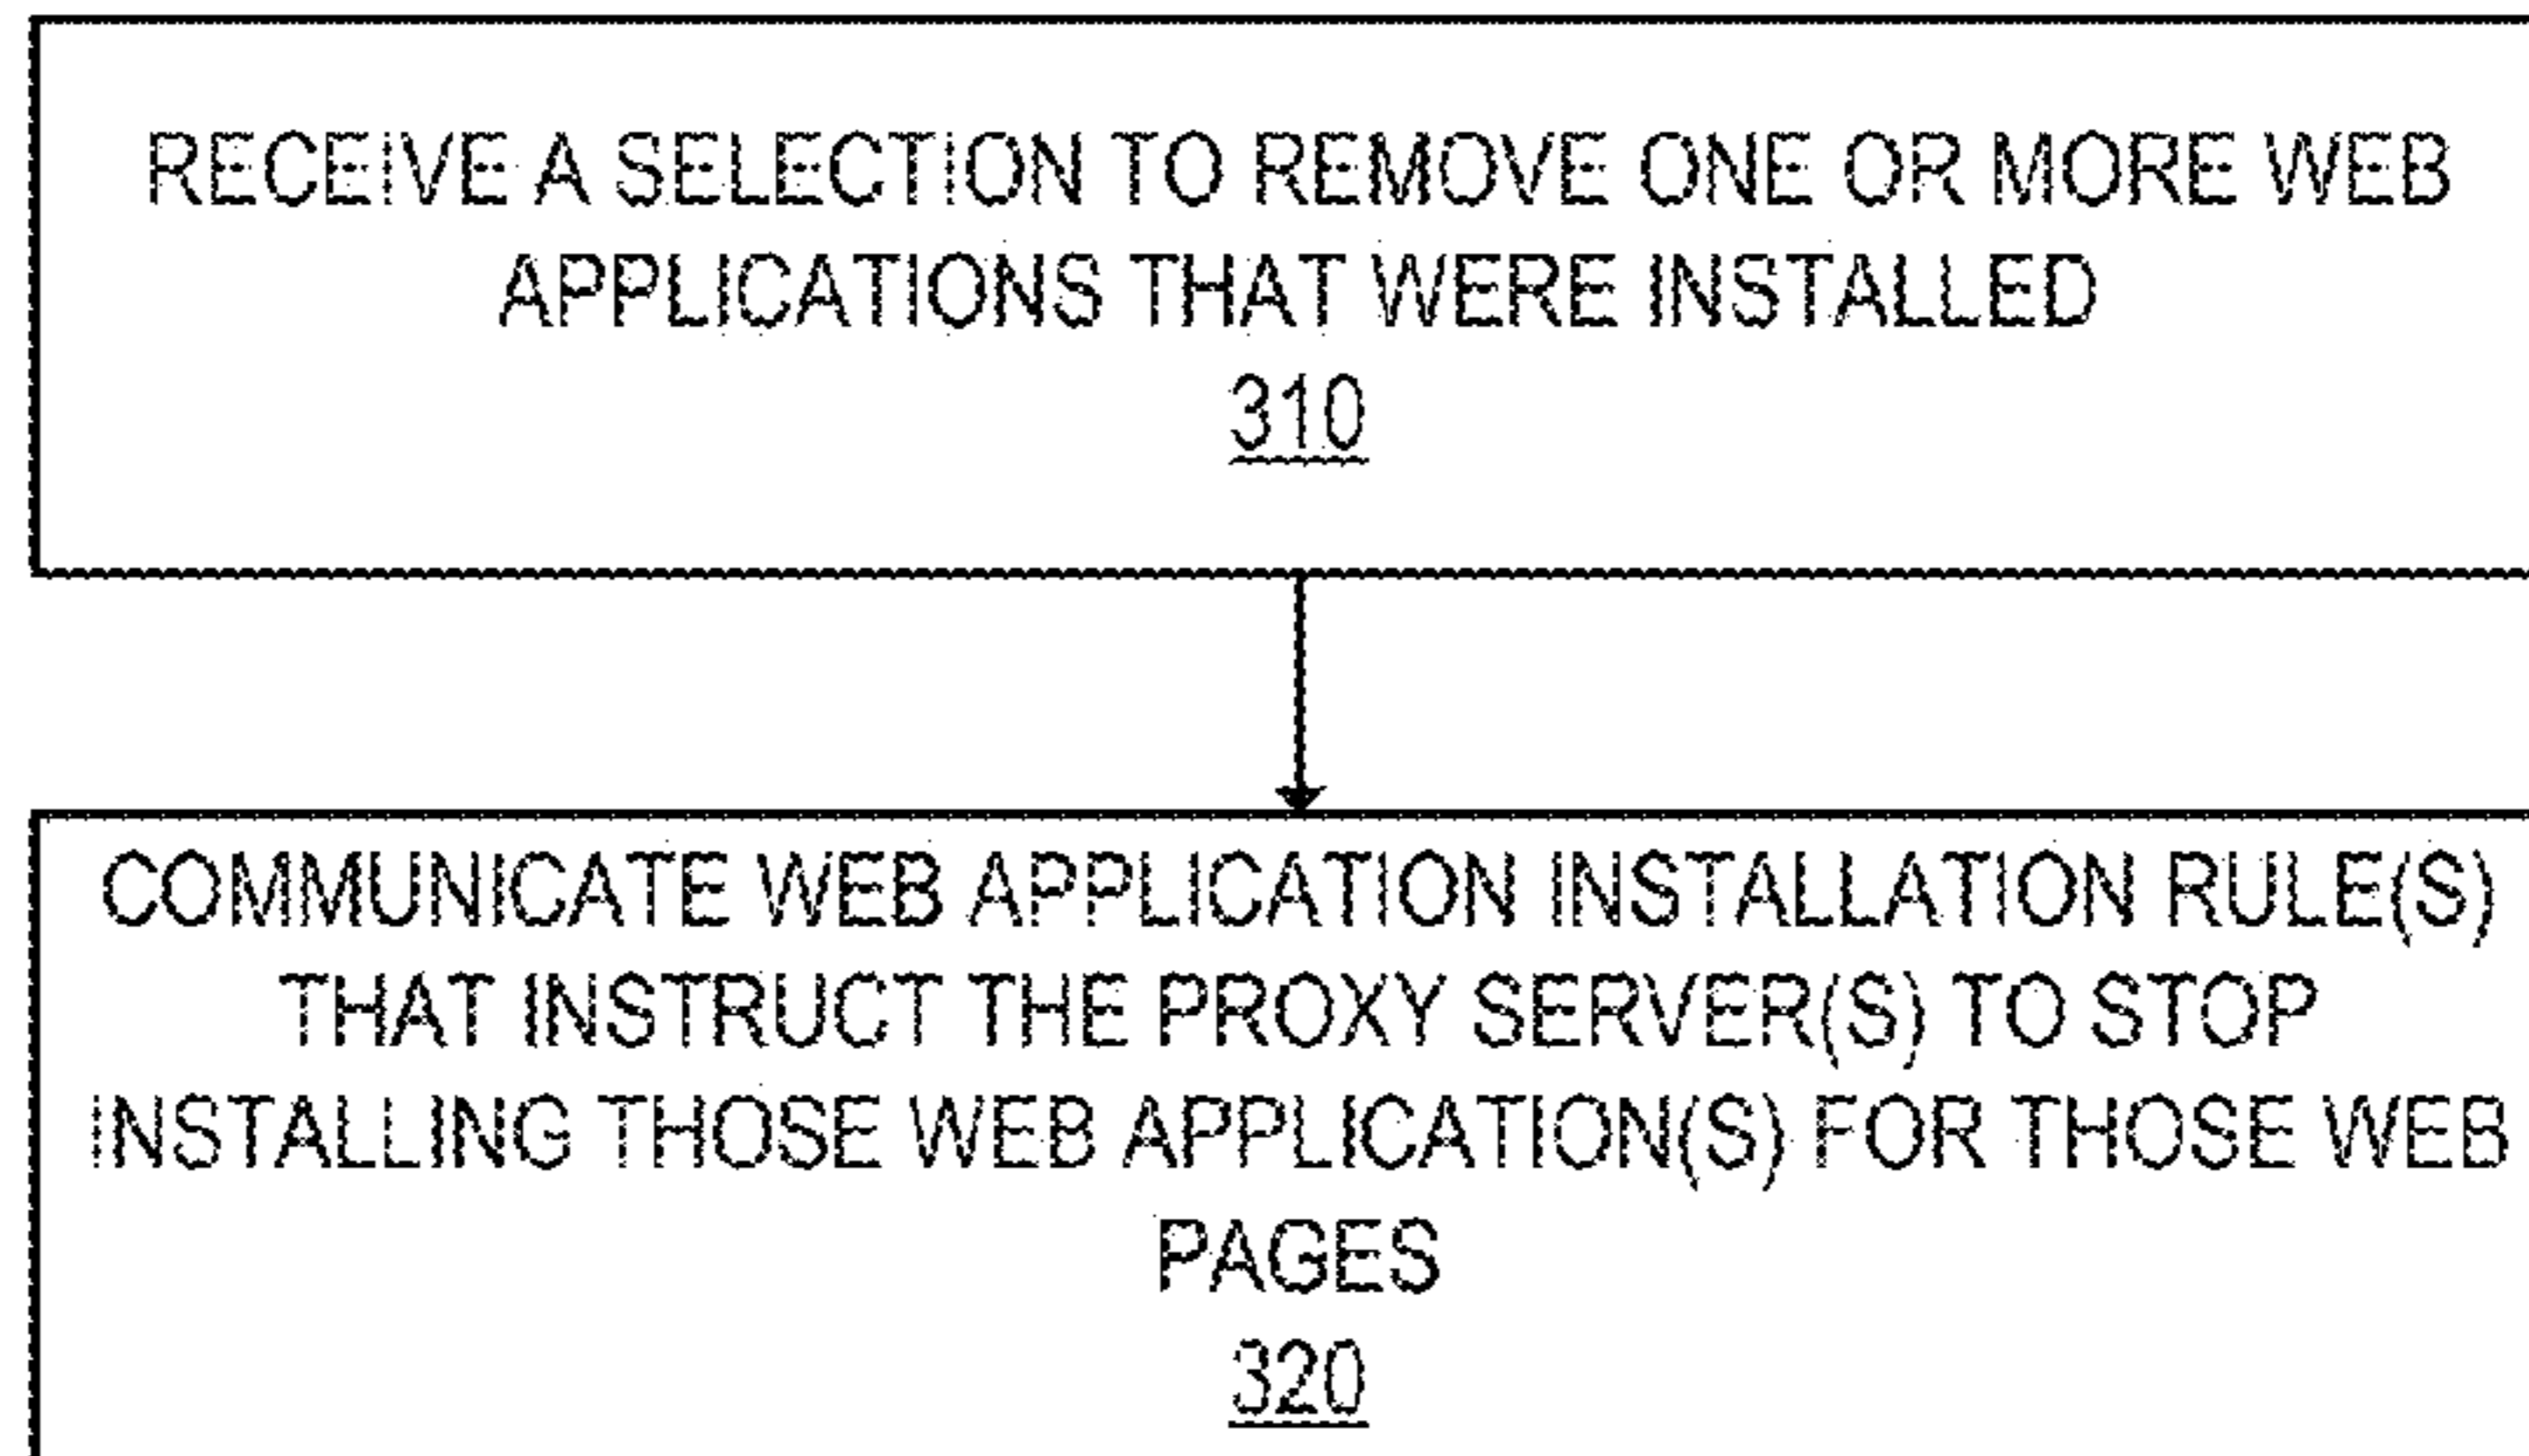 RECEIVE A SELECTION TO REMOVE ONE OR MORE WEB
APPLICATIONS THAT WERE INSTALLED
310
COMMUNICATE WEB APPLICATION INSTALLATION RULE(S)
THAT INSTRUCT THE PROXY SERVER(S) TO STOP
INSTALLING THOSE WEB APPLICATION(S) FOR THOSE WEB
PAGES
320